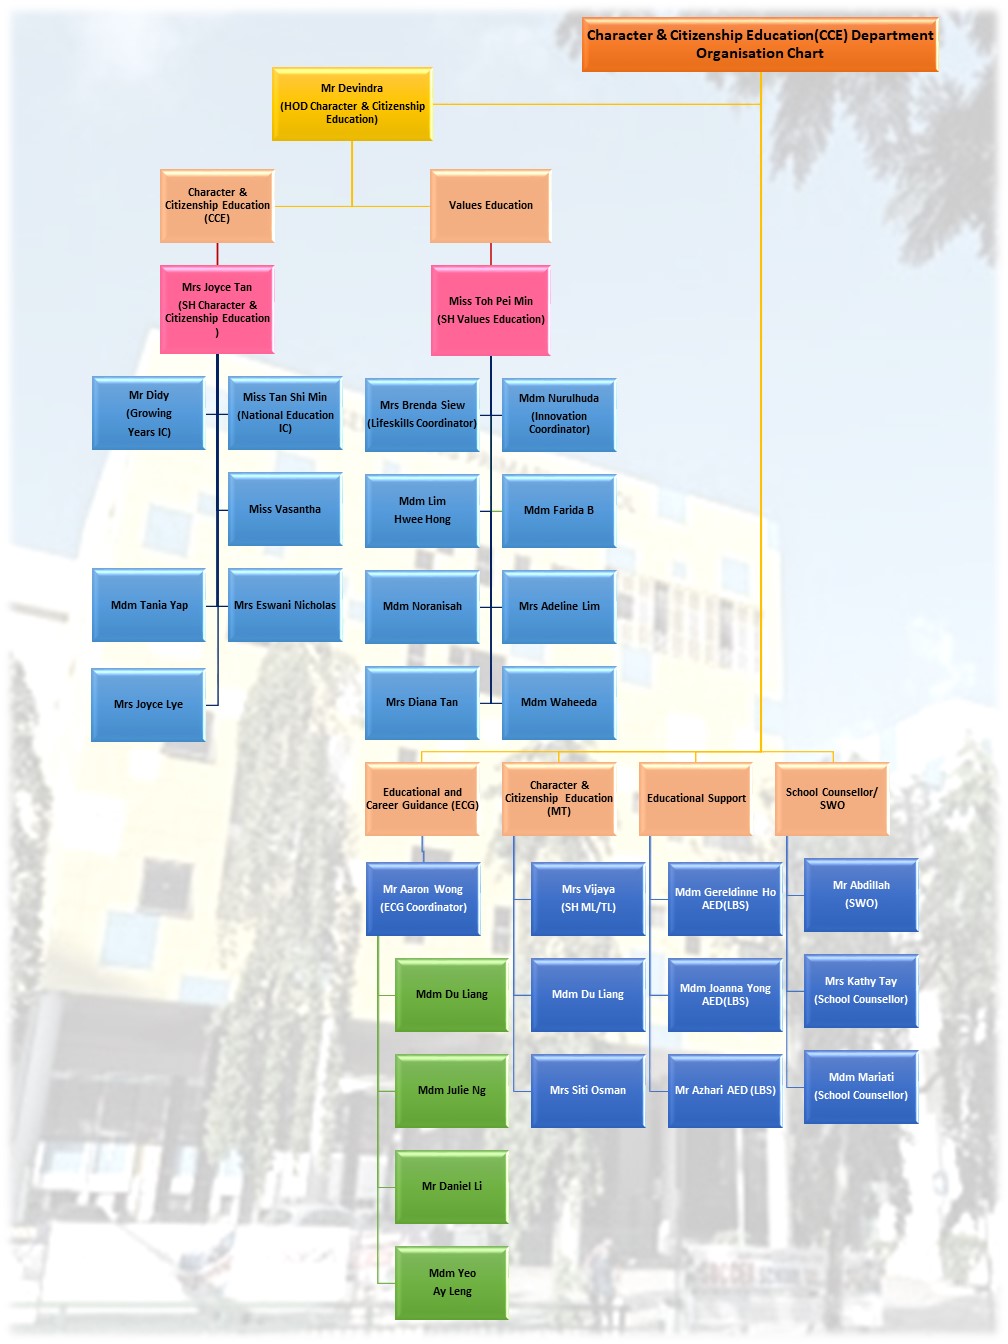 Character & Citizenship Education(CCE) Department
Organisation Chart
Mr Devindra
(HOD Character & Citizenship
Education)
Character &
Citizenship Education
(CCE)
Values Education
Mrs Joyce Tan
(SH Character &
Citizenship Education
)
Miss Toh Pei Min
(SH Values Education)
Mr Didy
(Growing
Years IC)
Miss Tan Shi Min
(National Education
IC)
Mrs Brenda Siew
(Lifeskills Coordinator)
Mdm Nurulhuda
(Innovation
Coordinator)
Miss Vasantha
Mdm Lim
Hwee Hong
Mdm Farida B
Mdm Tania Yap
Mrs Eswani Nicholas
Mdm Noranisah
Mrs Adeline Lim
Mrs Joyce Lye
Mrs Diana Tan
Mdm Waheeda
Educational and
Career Guidance (ECG)
Character &
Citizenship Education
(MT)
Educational Support
School Counsellor/
SWO
Mr Aaron Wong
(ECG Coordinator)
Mrs Vijaya
(SH ML/TL)
Mdm Gereldinne Ho
AED(LBS)
Mr Abdillah
(SWO)
Mdm Du Liang
Mdm Du Liang
Mdm Joanna Yong
AED(LBS)
Mrs Kathy Tay
(School Counsellor)
Mdm Julie Ng
Mrs Siti Osman
Mr Azhari AED (LBS)
Mdm Mariati
(School Counsellor)
Mr Daniel Li
Mdm Yeo
Ay Leng